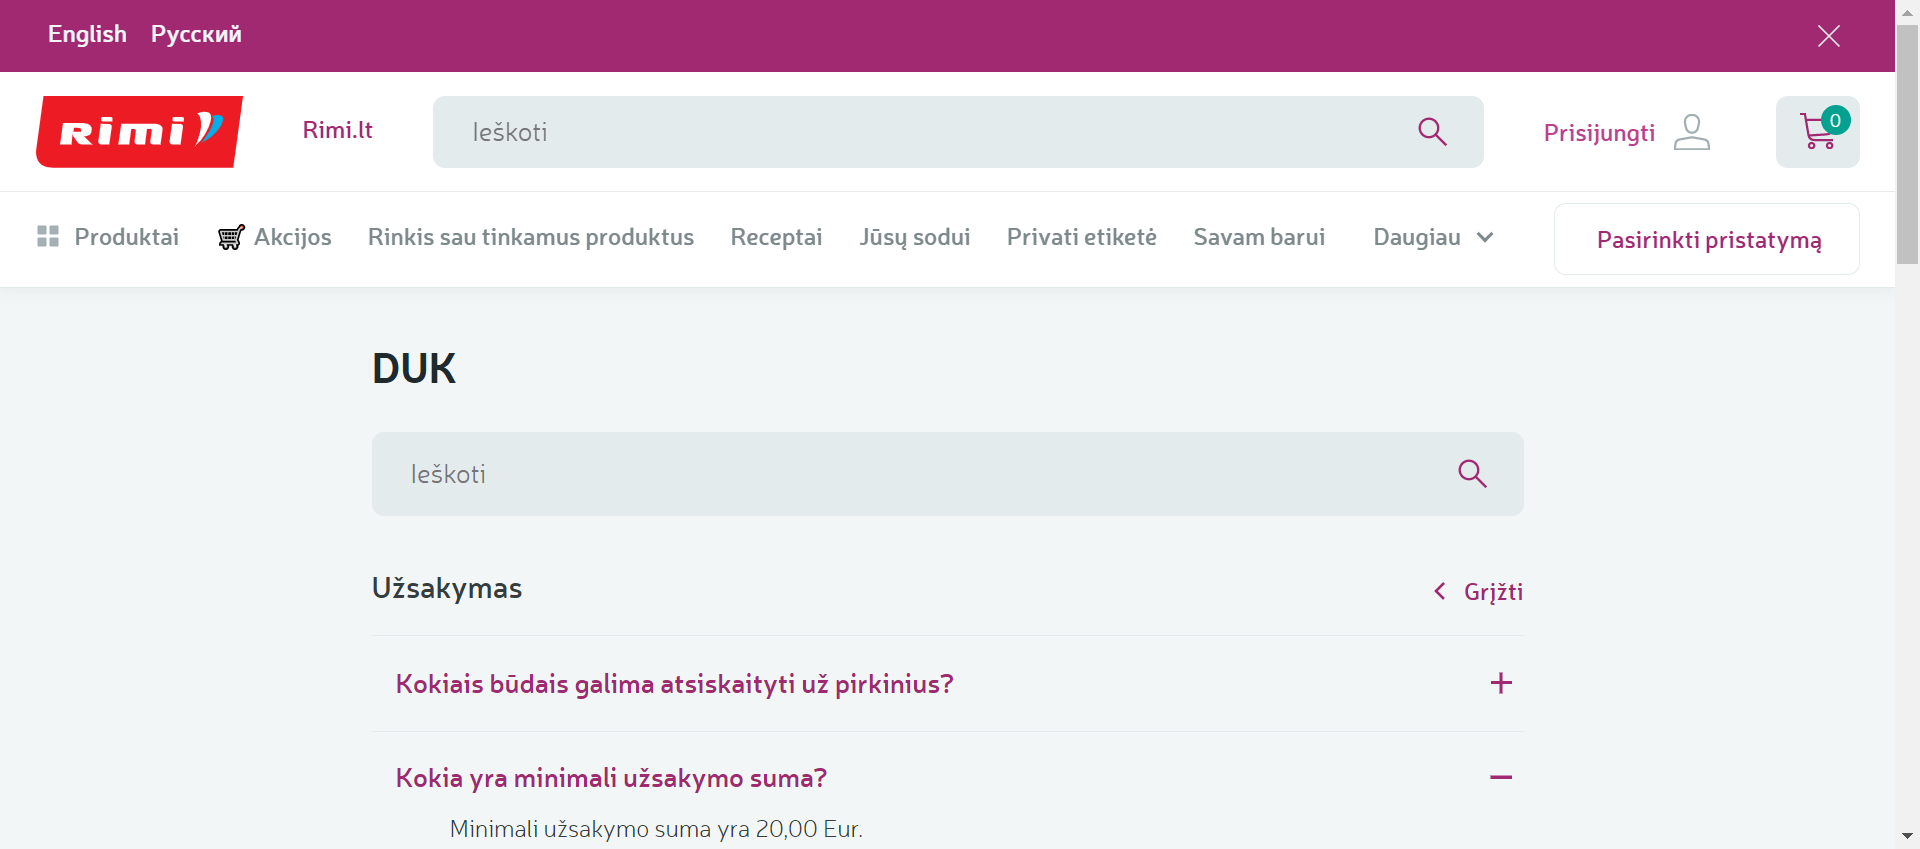 English Русский
Rimi
Rimi.lt
Ieškoti
Prisijungti
0
Produktai
Akcijos
Rinkis sau tinkamus produktus
Receptai
Jūsų sodui
Privati etiketė
Savam barui
Daugiau
Pasirinkti pristatymą
DUK
Ieškoti
Užsakymas
Grįžti
Kokiais būdais galima atsiskaityti už pirkinius?
Kokia yra minimali užsakymo suma?
Minimali užsakymo suma yra 20,00 Eur.